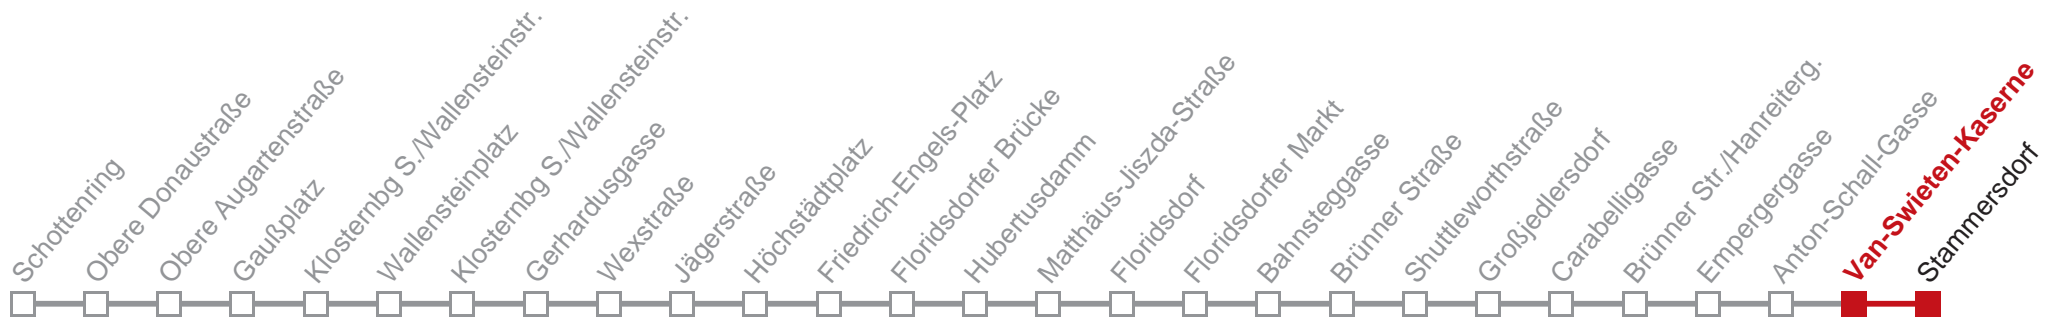 Schottenring
Obere Donaustraße
Obere Augartenstraße
Gaußplatz
Klosternbg S./Wallensteinstr.
Wallensteinplatz
Klosternbg S./Wallensteinstr.
Gerhardusgasse
Wexstraße
Jägerstraße
Höchstädtplatz
Friedrich-Engels-Platz
Floridsdorfer Brücke
Hubertusdamm
Matthäus-Jiszda-Straße
Floridsdorf
Floridsdorfer Markt
Bahnsteggasse
Brünner Straße
Shuttleworthstraße
Großjedlersdorf
Carabelligasse
Brünner Str./Hanreiterg.
Empergergasse
Anton-Schall-Gasse
Van-Swieten-Kaserne
Stammersdorf